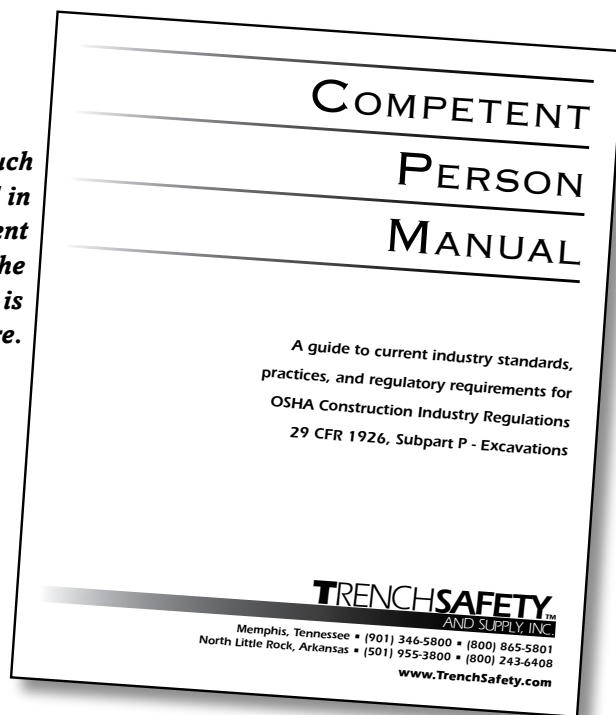 uch
in
ent
he
is
re.
COMPETENT
PERSON
MANUAL
A guide to current industry standards,
practices, and regulatory requirements for
OSHA Construction Industry Regulations
29 CFR 1926, Subpart P - Excavations
TRENCHSAFETY™
AND SUPPLY, INC.
Memphis, Tennessee ▪ (901) 346-5800 ▪ (800) 865-5801
North Little Rock, Arkansas ▪ (501) 955-3800 ▪ (800) 243-6408
www.TrenchSafety.com